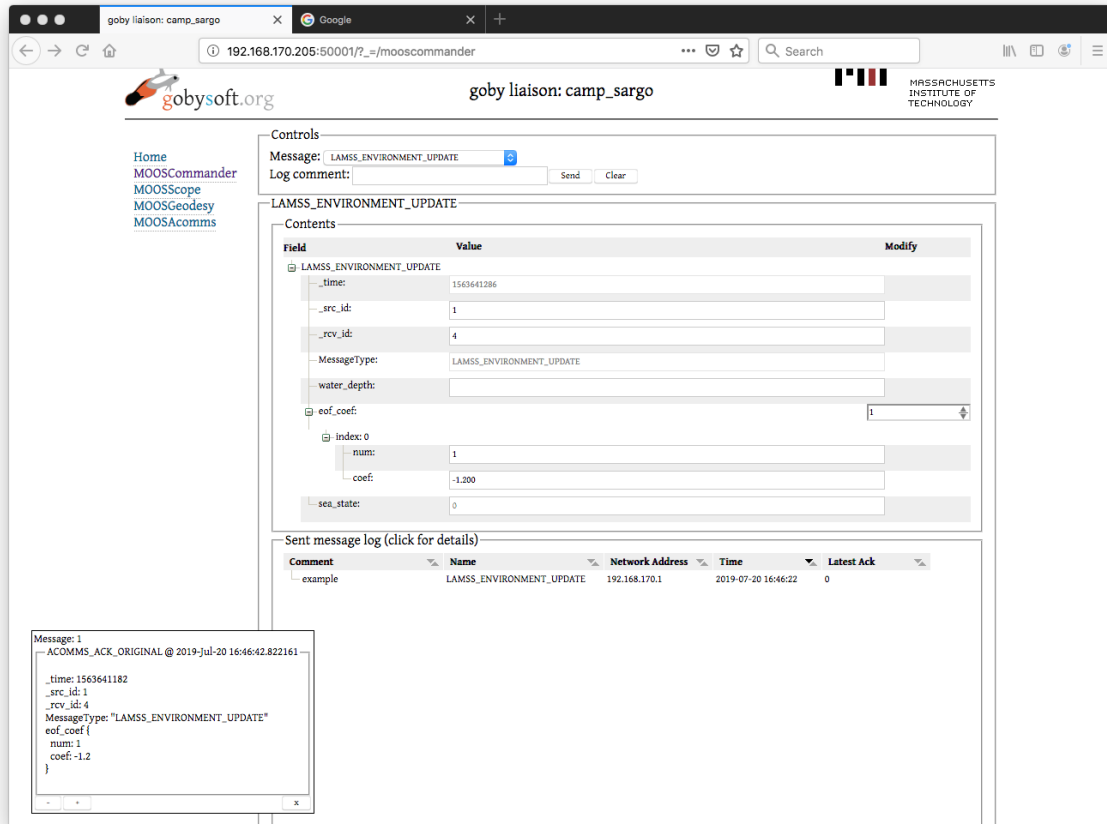 goby liaison: camp_sargo
Google
192.168.170.205:50001/?_=/mooscommander
Search
gobysoft.org
goby liaison: camp_sargo
MASSACHUSETTS
INSTITUTE OF
TECHNOLOGY
Home
MOOSCommander
MOOSScope
MOOSGeodesy
MOOSAcomms
Controls
Message: LAMSS_ENVIRONMENT_UPDATE
Log comment: Send Clear
LAMSS_ENVIRONMENT_UPDATE
Contents
Field Value Modify
LAMSS_ENVIRONMENT_UPDATE
_time: 1563641286
_src_id: 1
_rcv_id: 4
MessageType: LAMSS_ENVIRONMENT_UPDATE
water_depth:
eof_coef: 1
index: 0
num: 1
coef: -1.200
sea_state: 0
Sent message log (click for details)
Comment Name Network Address Time Latest Ack
example LAMSS_ENVIRONMENT_UPDATE 192.168.170.1 2019-07-20 16:46:22 0
Message: 1
ACOMMS_ACK_ORIGINAL @ 2019-Jul-20 16:46:42.822161
_time: 1563641182
_src_id: 1
_rcv_id: 4
MessageType: "LAMSS_ENVIRONMENT_UPDATE"
eof_coef {
num: 1
coef: -1.2
}
- + x